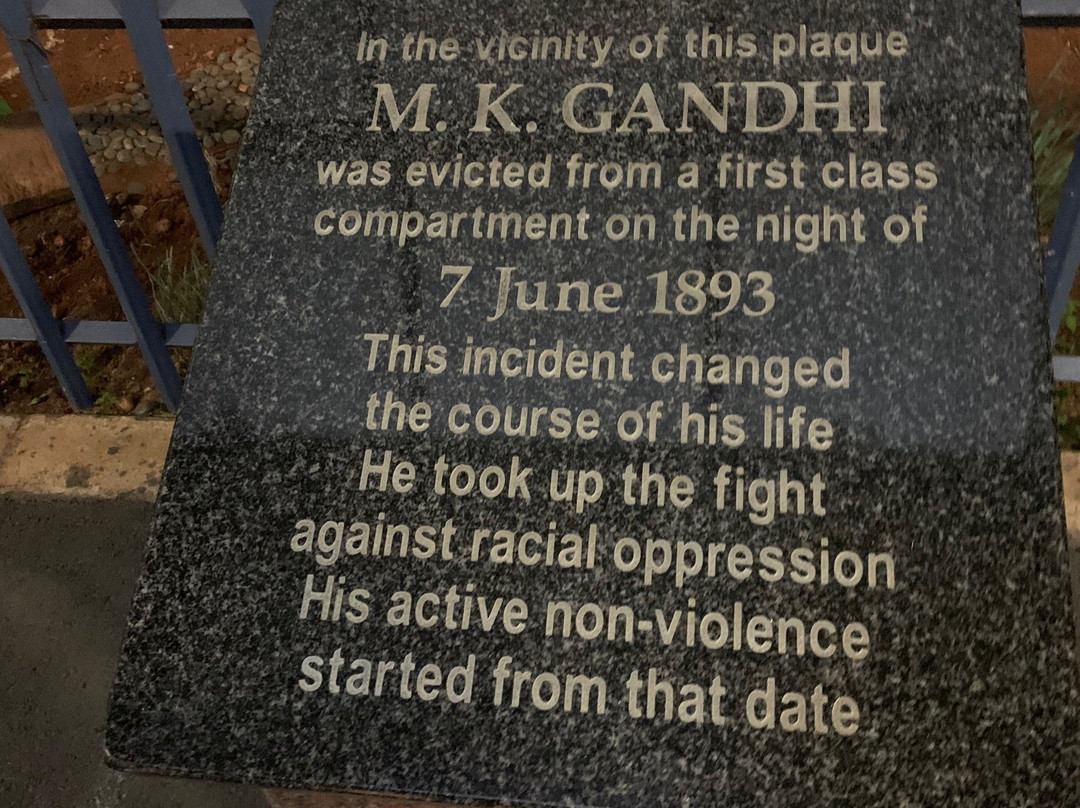 In the vicinity of this plaque
M. K. GANDHI
was evicted from a first class
compartment on the night of
7 June 1893
This incident changed
the course of his life
He took up the fight
against racial oppression
His active non-violence
started from that date